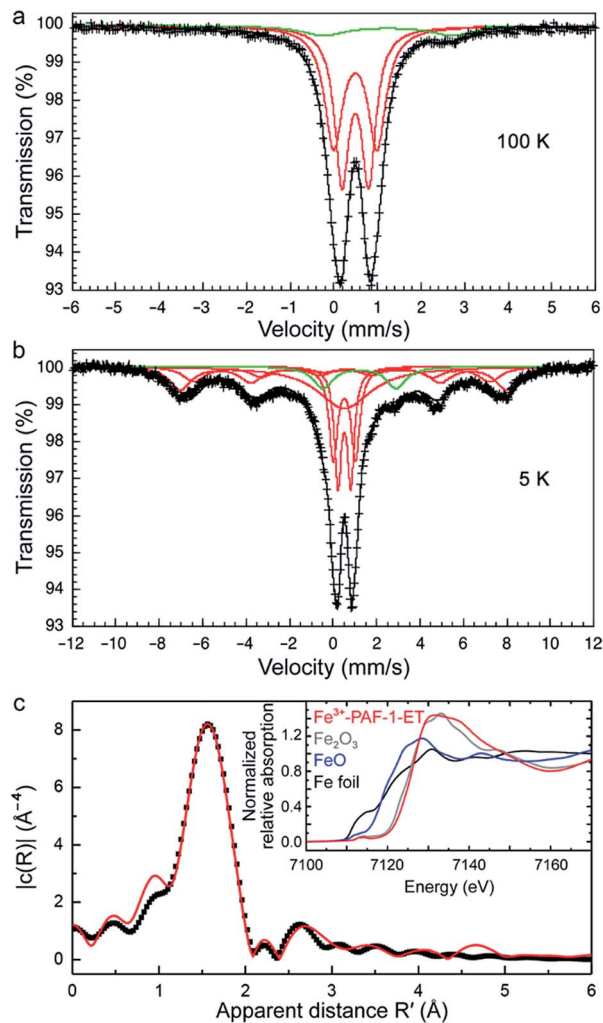 a
100
99
98
97
96
95
94
93
Transmission (%)
100 K
−6 −5 −4 −3 −2 −1 0 1 2 3 4 5 6
Velocity (mm/s)
b
100
99
98
97
96
95
94
93
Transmission (%)
5 K
−12 −10 −8 −6 −4 −2 0 2 4 6 8 10 12
Velocity (mm/s)
c
8
6
4
2
0
|c(R)| (Å⁻⁴)
Fe³⁺-PAF-1-ET
Fe₂O₃
FeO
Fe foil
1.2
0.8
0.4
0.0
Normalized
relative absorption
7100 7120 7140 7160
Energy (eV)
0 1 2 3 4 5 6
Apparent distance R′ (Å)